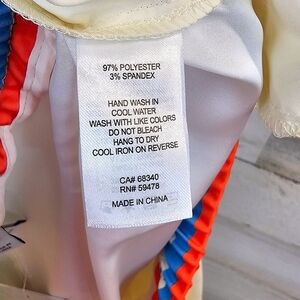 97% POLYESTER
3% SPANDEX
HAND WASH IN
COOL WATER
WASH WITH LIKE COLORS
DO NOT BLEACH
HANG TO DRY
COOL IRON ON REVERSE
CA# 68340
RN# 59478
MADE IN CHINA